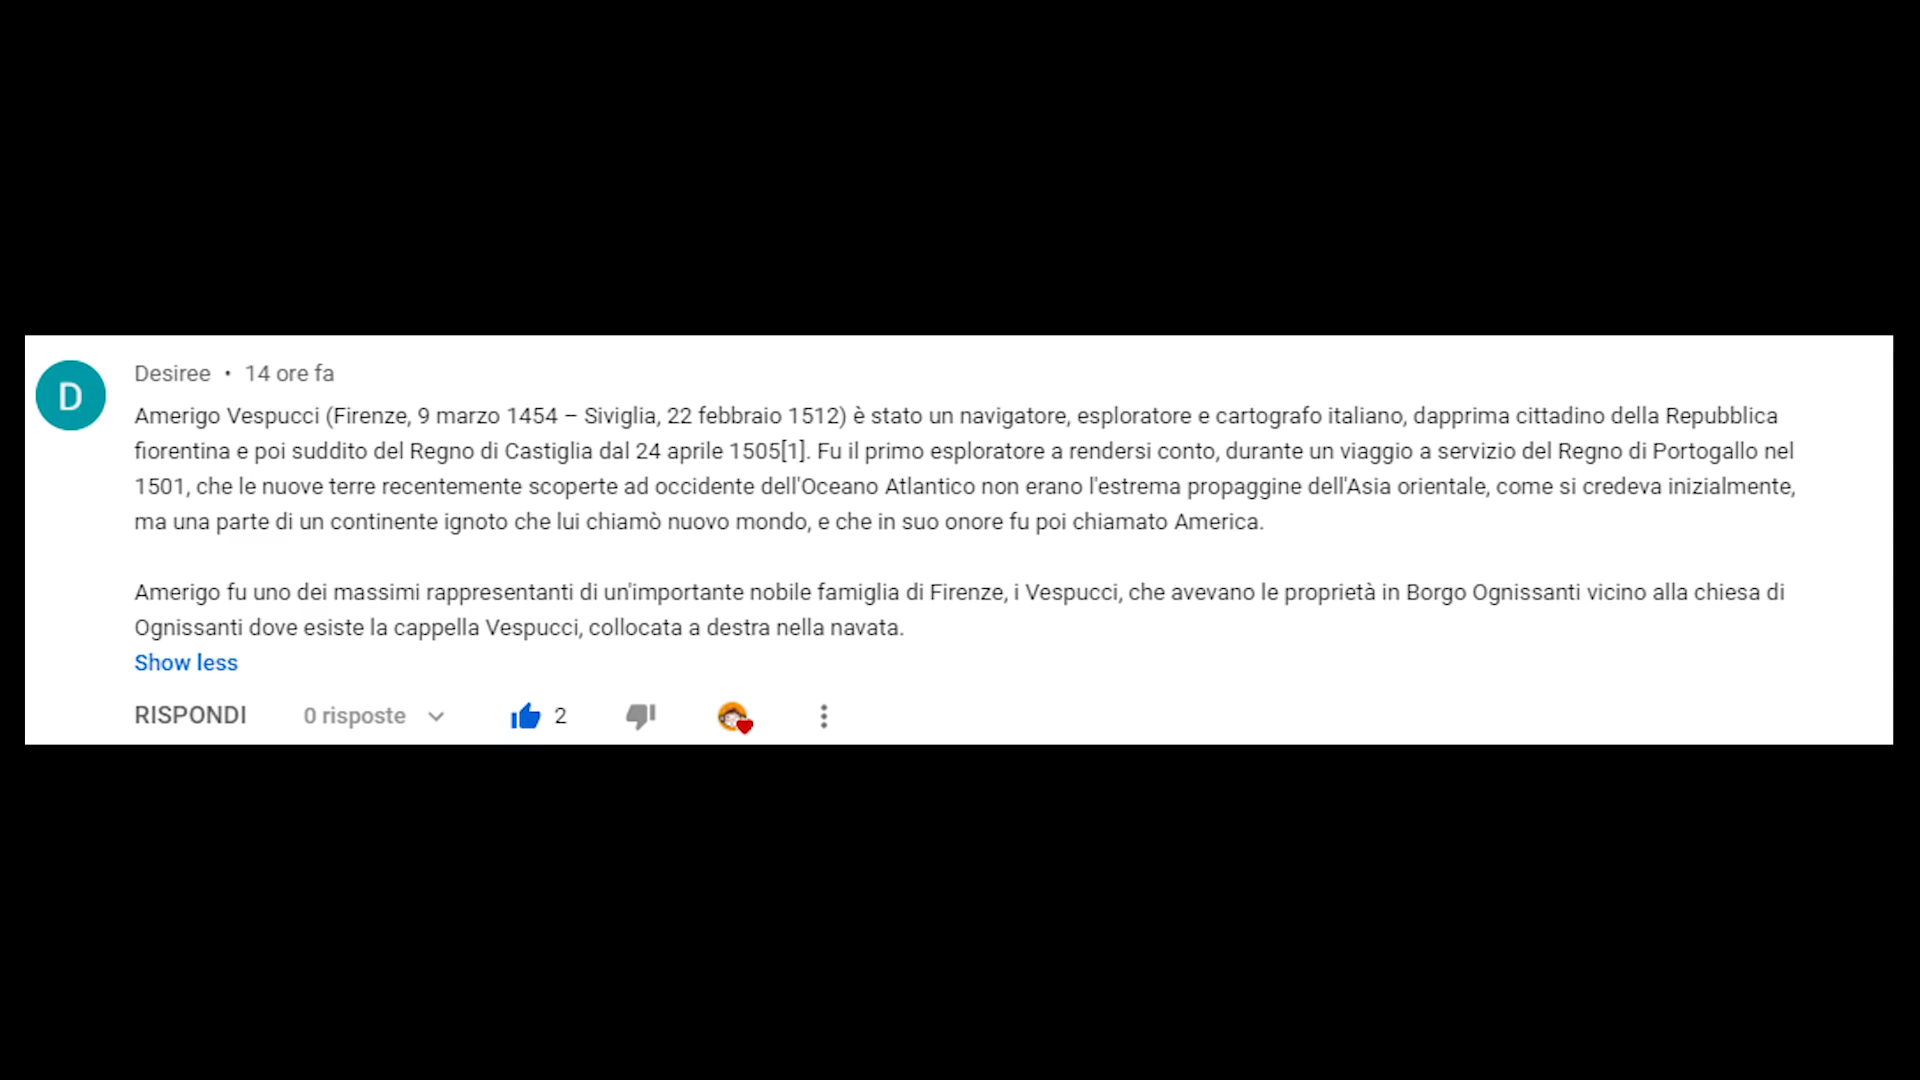 D
Desiree • 14 ore fa
Amerigo Vespucci (Firenze, 9 marzo 1454 – Siviglia, 22 febbraio 1512) è stato un navigatore, esploratore e cartografo italiano, dapprima cittadino della Repubblica
fiorentina e poi suddito del Regno di Castiglia dal 24 aprile 1505[1]. Fu il primo esploratore a rendersi conto, durante un viaggio a servizio del Regno di Portogallo nel
1501, che le nuove terre recentemente scoperte ad occidente dell'Oceano Atlantico non erano l'estrema propaggine dell'Asia orientale, come si credeva inizialmente,
ma una parte di un continente ignoto che lui chiamò nuovo mondo, e che in suo onore fu poi chiamato America.
Amerigo fu uno dei massimi rappresentanti di un'importante nobile famiglia di Firenze, i Vespucci, che avevano le proprietà in Borgo Ognissanti vicino alla chiesa di
Ognissanti dove esiste la cappella Vespucci, collocata a destra nella navata.
Show less
RISPONDI 0 risposte 2